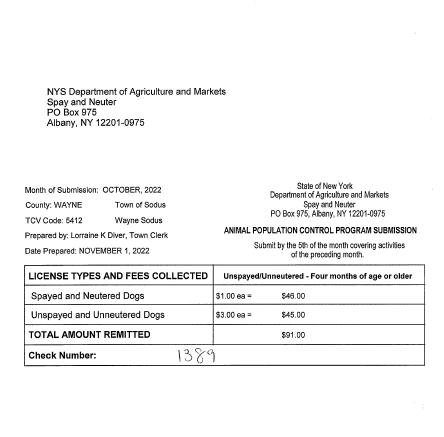 NYS Department of Agriculture and Markets
Spay and Neuter
PO Box 975
Albany, NY 12201-0975
Month of Submission: OCTOBER, 2022
County: WAYNE Town of Sodus
TCV Code: 5412 Wayne Sodus
Prepared by: Lorraine K Diver, Town Clerk
Date Prepared: NOVEMBER 1, 2022
State of New York
Department of Agriculture and Markets
Spay and Neuter
PO Box 975, Albany, NY 12201-0975
ANIMAL POPULATION CONTROL PROGRAM SUBMISSION
Submit by the 5th of the month covering activities
of the preceding month.
LICENSE TYPES AND FEES COLLECTED Unspayed/Unneutered - Four months of age or older
Spayed and Neutered Dogs $1.00 ea = $46.00
Unspayed and Unneutered Dogs $3.00 ea = $45.00
TOTAL AMOUNT REMITTED $91.00
Check Number: 1389